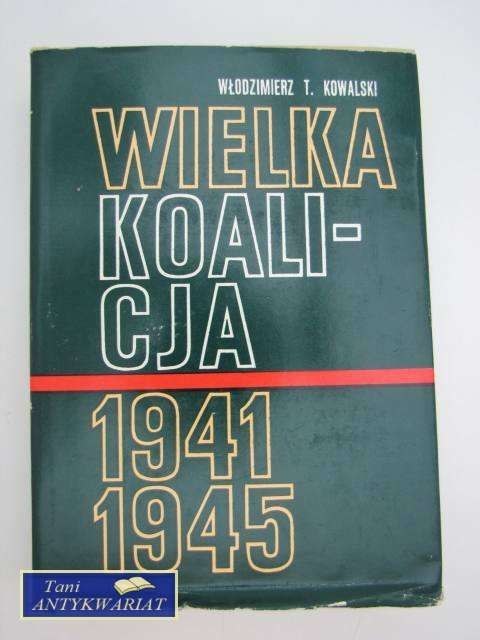 WŁODZIMIERZ T. KOWALSKI
WIELKA
KOALI-
CJA
1941
1945
Tani
ANTYKWARIAT